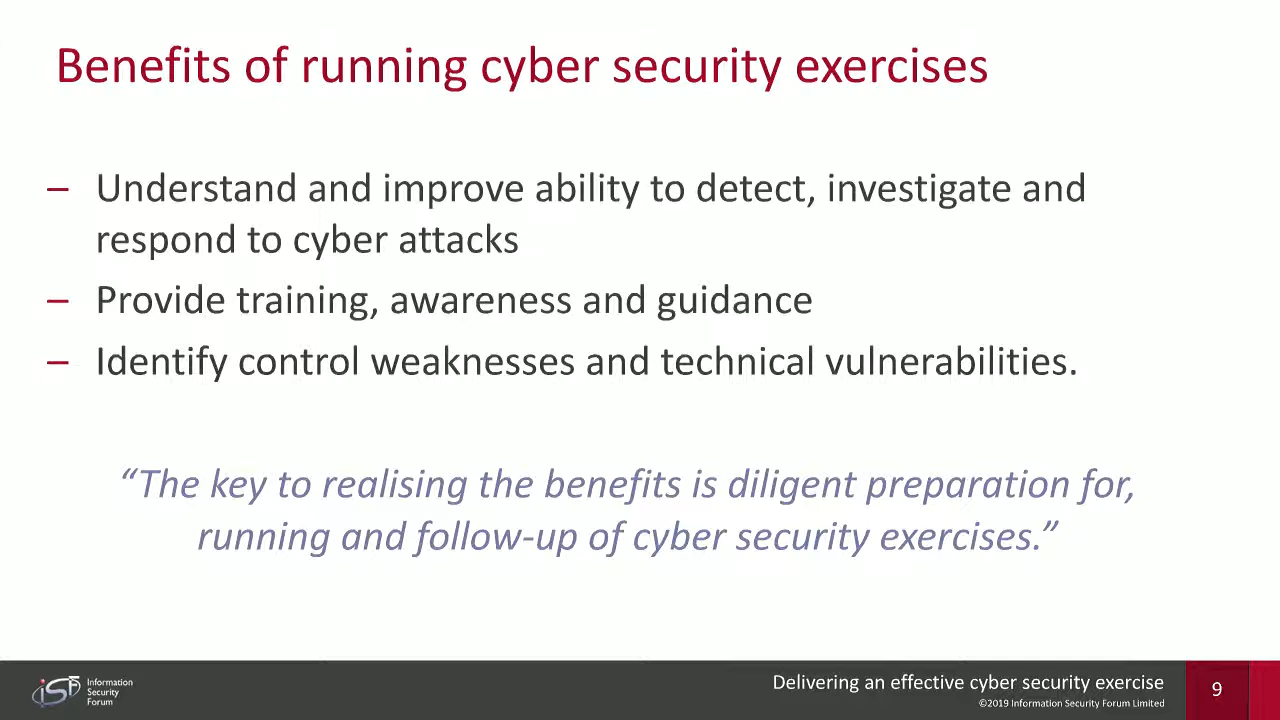 Benefits of running cyber security exercises
– Understand and improve ability to detect, investigate and
respond to cyber attacks
– Provide training, awareness and guidance
– Identify control weaknesses and technical vulnerabilities.
“The key to realising the benefits is diligent preparation for,
running and follow-up of cyber security exercises.”
isf
Information
Security
Forum
Delivering an effective cyber security exercise
©2019 Information Security Forum Limited
9